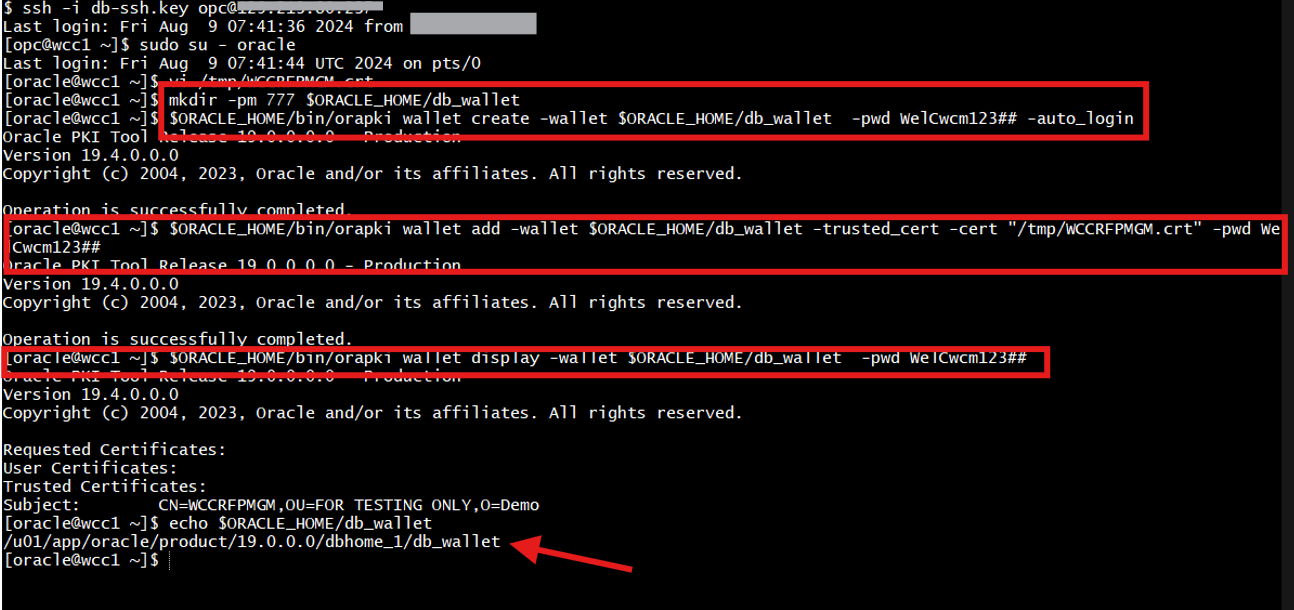 $ ssh -i db-ssh.key opc@
Last login: Fri Aug  9 07:41:36 2024 from
[opc@wcc1 ~]$ sudo su - oracle
Last login: Fri Aug  9 07:41:44 UTC 2024 on pts/0
[oracle@wcc1 ~]$ vi /tmp/WCCRFPMGM.crt
[oracle@wcc1 ~]$ mkdir -pm 777 $ORACLE_HOME/db_wallet
[oracle@wcc1 ~]$ $ORACLE_HOME/bin/orapki wallet create -wallet $ORACLE_HOME/db_wallet  -pwd WelCwcm123## -auto_login
Oracle PKI Tool Release 19.0.0.0.0 - Production
Version 19.4.0.0.0
Copyright (c) 2004, 2023, Oracle and/or its affiliates. All rights reserved.
Operation is successfully completed.
[oracle@wcc1 ~]$ $ORACLE_HOME/bin/orapki wallet add -wallet $ORACLE_HOME/db_wallet -trusted_cert -cert "/tmp/WCCRFPMGM.crt" -pwd We
lCwcm123##
Oracle PKI Tool Release 19.0.0.0.0 - Production
Version 19.4.0.0.0
Copyright (c) 2004, 2023, Oracle and/or its affiliates. All rights reserved.
Operation is successfully completed.
[oracle@wcc1 ~]$ $ORACLE_HOME/bin/orapki wallet display -wallet $ORACLE_HOME/db_wallet  -pwd WelCwcm123##
Oracle PKI Tool Release 19.0.0.0.0 - Production
Version 19.4.0.0.0
Copyright (c) 2004, 2023, Oracle and/or its affiliates. All rights reserved.
Requested Certificates:
User Certificates:
Trusted Certificates:
Subject:        CN=WCCRFPMGM,OU=FOR TESTING ONLY,O=Demo
[oracle@wcc1 ~]$ echo $ORACLE_HOME/db_wallet
/u01/app/oracle/product/19.0.0.0/dbhome_1/db_wallet
[oracle@wcc1 ~]$